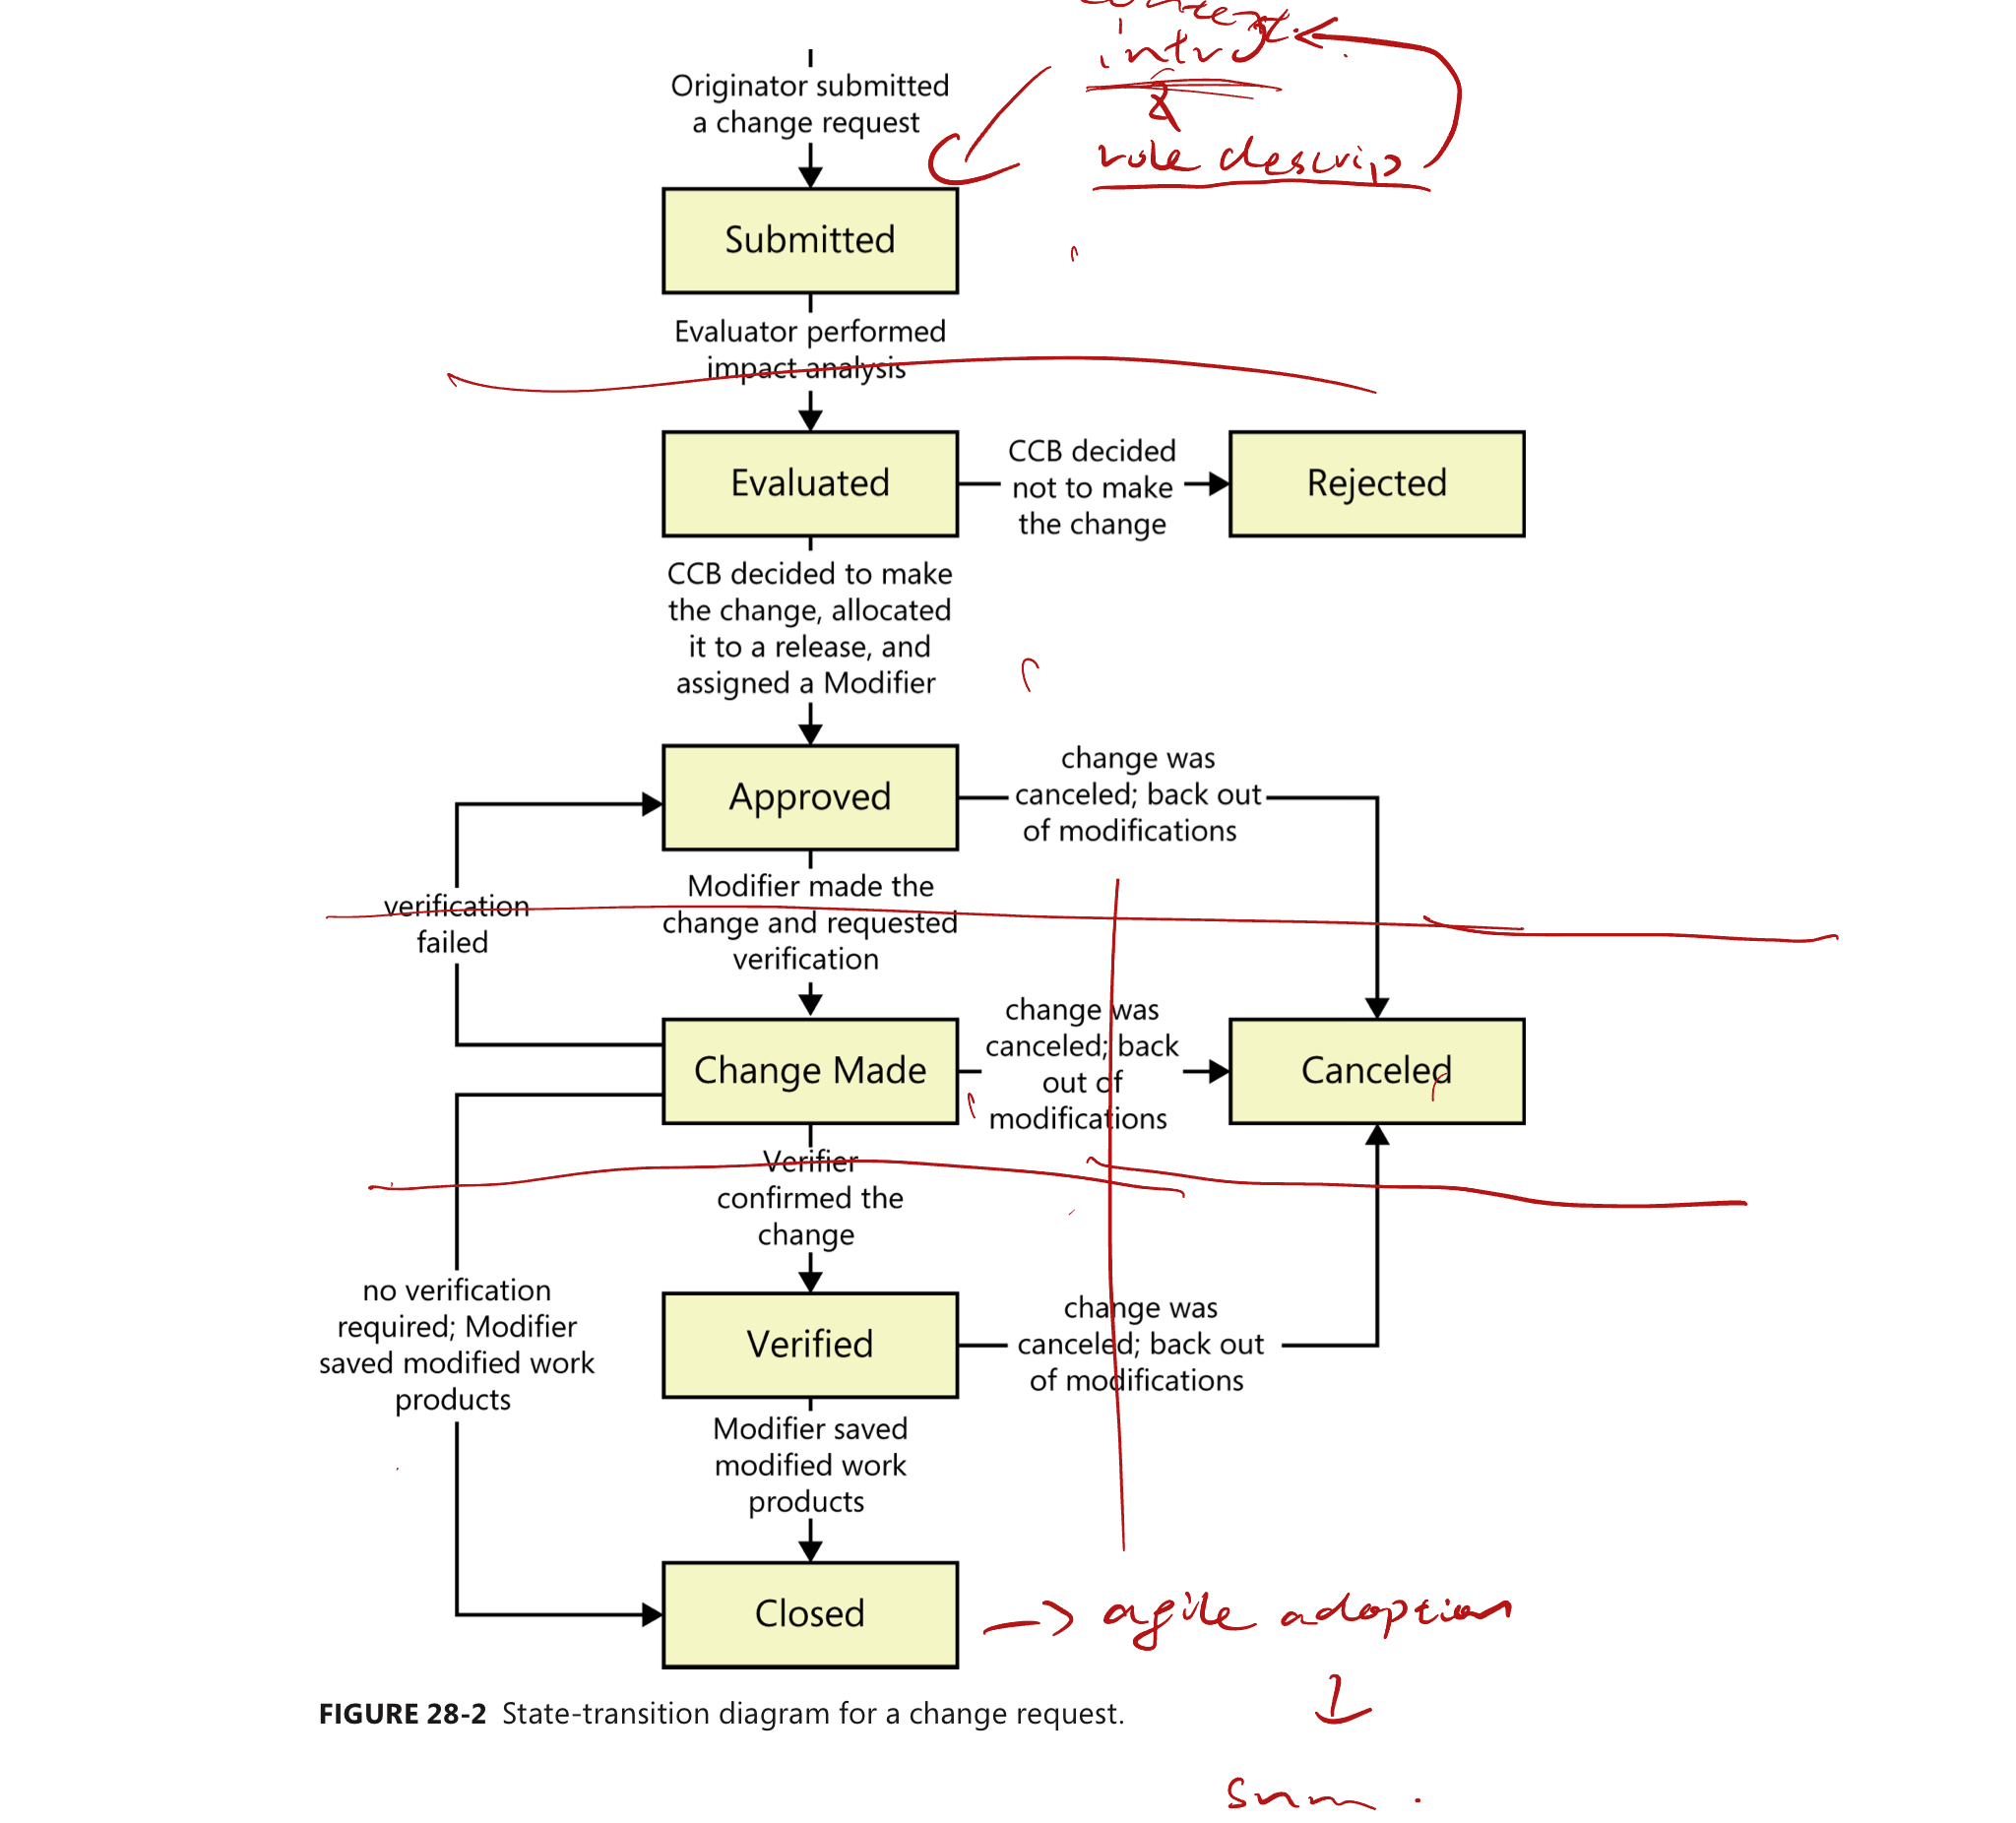 intro
&
role descrip
Originator submitted
a change request
Submitted
Evaluator performed
impact analysis
Evaluated
CCB decided
not to make
the change
Rejected
CCB decided to make
the change, allocated
it to a release, and
assigned a Modifier
Approved
change was
canceled; back out
of modifications
verification
failed
Modifier made the
change and requested
verification
Change Made
change was
canceled; back
out of
modifications
Canceled
Verifier
confirmed the
change
no verification
required; Modifier
saved modified work
products
Verified
change was
canceled; back out
of modifications
Modifier saved
modified work
products
Closed
-> agile adoption
FIGURE 28-2 State-transition diagram for a change request.